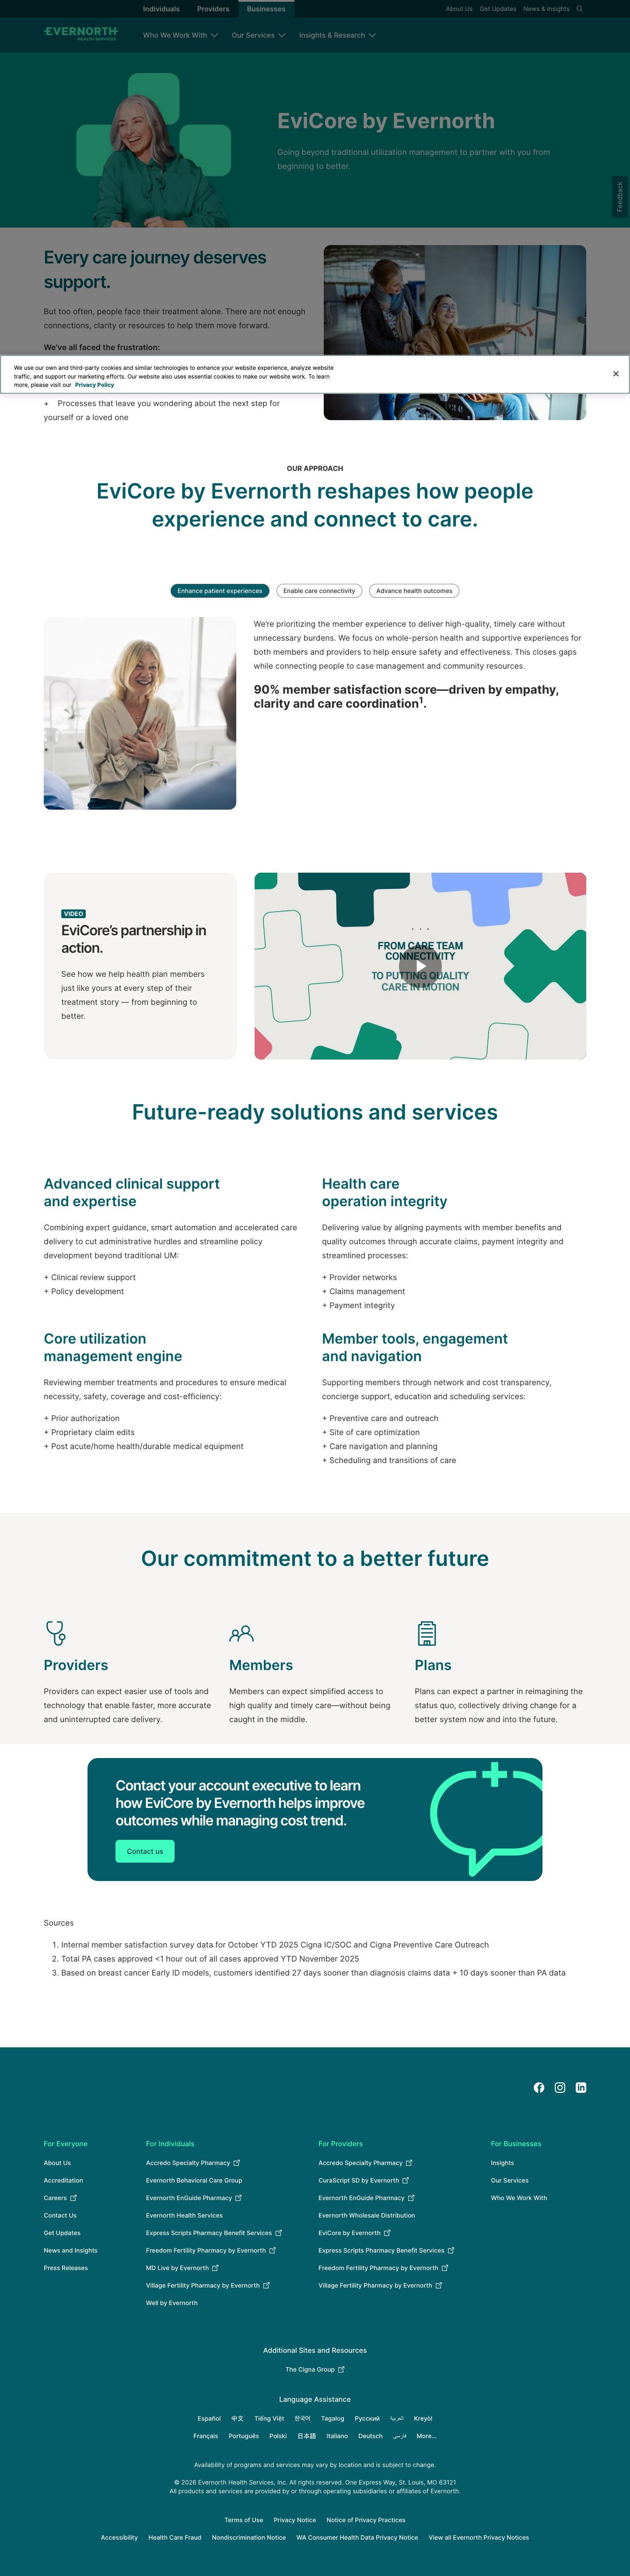 Individuals Providers Businesses About Us Get Updates News & Insights
EVERNORTH
HEALTH SERVICES
Who We Work With Our Services Insights & Research
EviCore by Evernorth
Going beyond traditional utilization management to partner with you from
beginning to better.
Feedback
Every care journey deserves
support.
But too often, people face their treatment alone. There are not enough
connections, clarity or resources to help them move forward.
We've all faced the frustration:
We use our own and third-party cookies and similar technologies to enhance your website experience, analyze website
traffic, and support our marketing efforts. Our website also uses essential cookies to make our website work. To learn
more, please visit our Privacy Policy
+ Processes that leave you wondering about the next step for
yourself or a loved one
OUR APPROACH
EviCore by Evernorth reshapes how people
experience and connect to care.
Enhance patient experiences Enable care connectivity Advance health outcomes
We're prioritizing the member experience to deliver high-quality, timely care without
unnecessary burdens. We focus on whole-person health and supportive experiences for
both members and providers to help ensure safety and effectiveness. This closes gaps
while connecting people to case management and community resources.
90% member satisfaction score—driven by empathy,
clarity and care coordination1.
VIDEO
EviCore's partnership in
action.
See how we help health plan members
just like yours at every step of their
treatment story — from beginning to
better.
FROM CARE TEAM
CONNECTIVITY
TO PUTTING QUALITY
CARE IN MOTION
Future-ready solutions and services
Advanced clinical support
and expertise
Combining expert guidance, smart automation and accelerated care
delivery to cut administrative hurdles and streamline policy
development beyond traditional UM:
+ Clinical review support
+ Policy development
Health care
operation integrity
Delivering value by aligning payments with member benefits and
quality outcomes through accurate claims, payment integrity and
streamlined processes:
+ Provider networks
+ Claims management
+ Payment integrity
Core utilization
management engine
Reviewing member treatments and procedures to ensure medical
necessity, safety, coverage and cost-efficiency:
+ Prior authorization
+ Proprietary claim edits
+ Post acute/home health/durable medical equipment
Member tools, engagement
and navigation
Supporting members through network and cost transparency,
concierge support, education and scheduling services:
+ Preventive care and outreach
+ Site of care optimization
+ Care navigation and planning
+ Scheduling and transitions of care
Our commitment to a better future
Providers
Providers can expect easier use of tools and
technology that enable faster, more accurate
and uninterrupted care delivery.
Members
Members can expect simplified access to
high quality and timely care—without being
caught in the middle.
Plans
Plans can expect a partner in reimagining the
status quo, collectively driving change for a
better system now and into the future.
Contact your account executive to learn
how EviCore by Evernorth helps improve
outcomes while managing cost trend.
Contact us
Sources
1. Internal member satisfaction survey data for October YTD 2025 Cigna IC/SOC and Cigna Preventive Care Outreach
2. Total PA cases approved <1 hour out of all cases approved YTD November 2025
3. Based on breast cancer Early ID models, customers identified 27 days sooner than diagnosis claims data + 10 days sooner than PA data
For Everyone
About Us
Accreditation
Careers
Contact Us
Get Updates
News and Insights
Press Releases
For Individuals
Accredo Specialty Pharmacy
Evernorth Behavioral Care Group
Evernorth EnGuide Pharmacy
Evernorth Health Services
Express Scripts Pharmacy Benefit Services
Freedom Fertility Pharmacy by Evernorth
MD Live by Evernorth
Village Fertility Pharmacy by Evernorth
Well by Evernorth
For Providers
Accredo Specialty Pharmacy
CuraScript SD by Evernorth
Evernorth EnGuide Pharmacy
Evernorth Wholesale Distribution
EviCore by Evernorth
Express Scripts Pharmacy Benefit Services
Freedom Fertility Pharmacy by Evernorth
Village Fertility Pharmacy by Evernorth
For Businesses
Insights
Our Services
Who We Work With
Additional Sites and Resources
The Cigna Group
Language Assistance
Español 中文 Tiếng Việt 한국어 Tagalog Русский العربية Kreyòl
Français Português Polski 日本語 Italiano Deutsch فارسی More...
Availability of programs and services may vary by location and is subject to change.
© 2026 Evernorth Health Services, Inc. All rights reserved. One Express Way, St. Louis, MO 63121
All products and services are provided by or through operating subsidiaries or affiliates of Evernorth.
Terms of Use Privacy Notice Notice of Privacy Practices
Accessibility Health Care Fraud Nondiscrimination Notice WA Consumer Health Data Privacy Notice View all Evernorth Privacy Notices